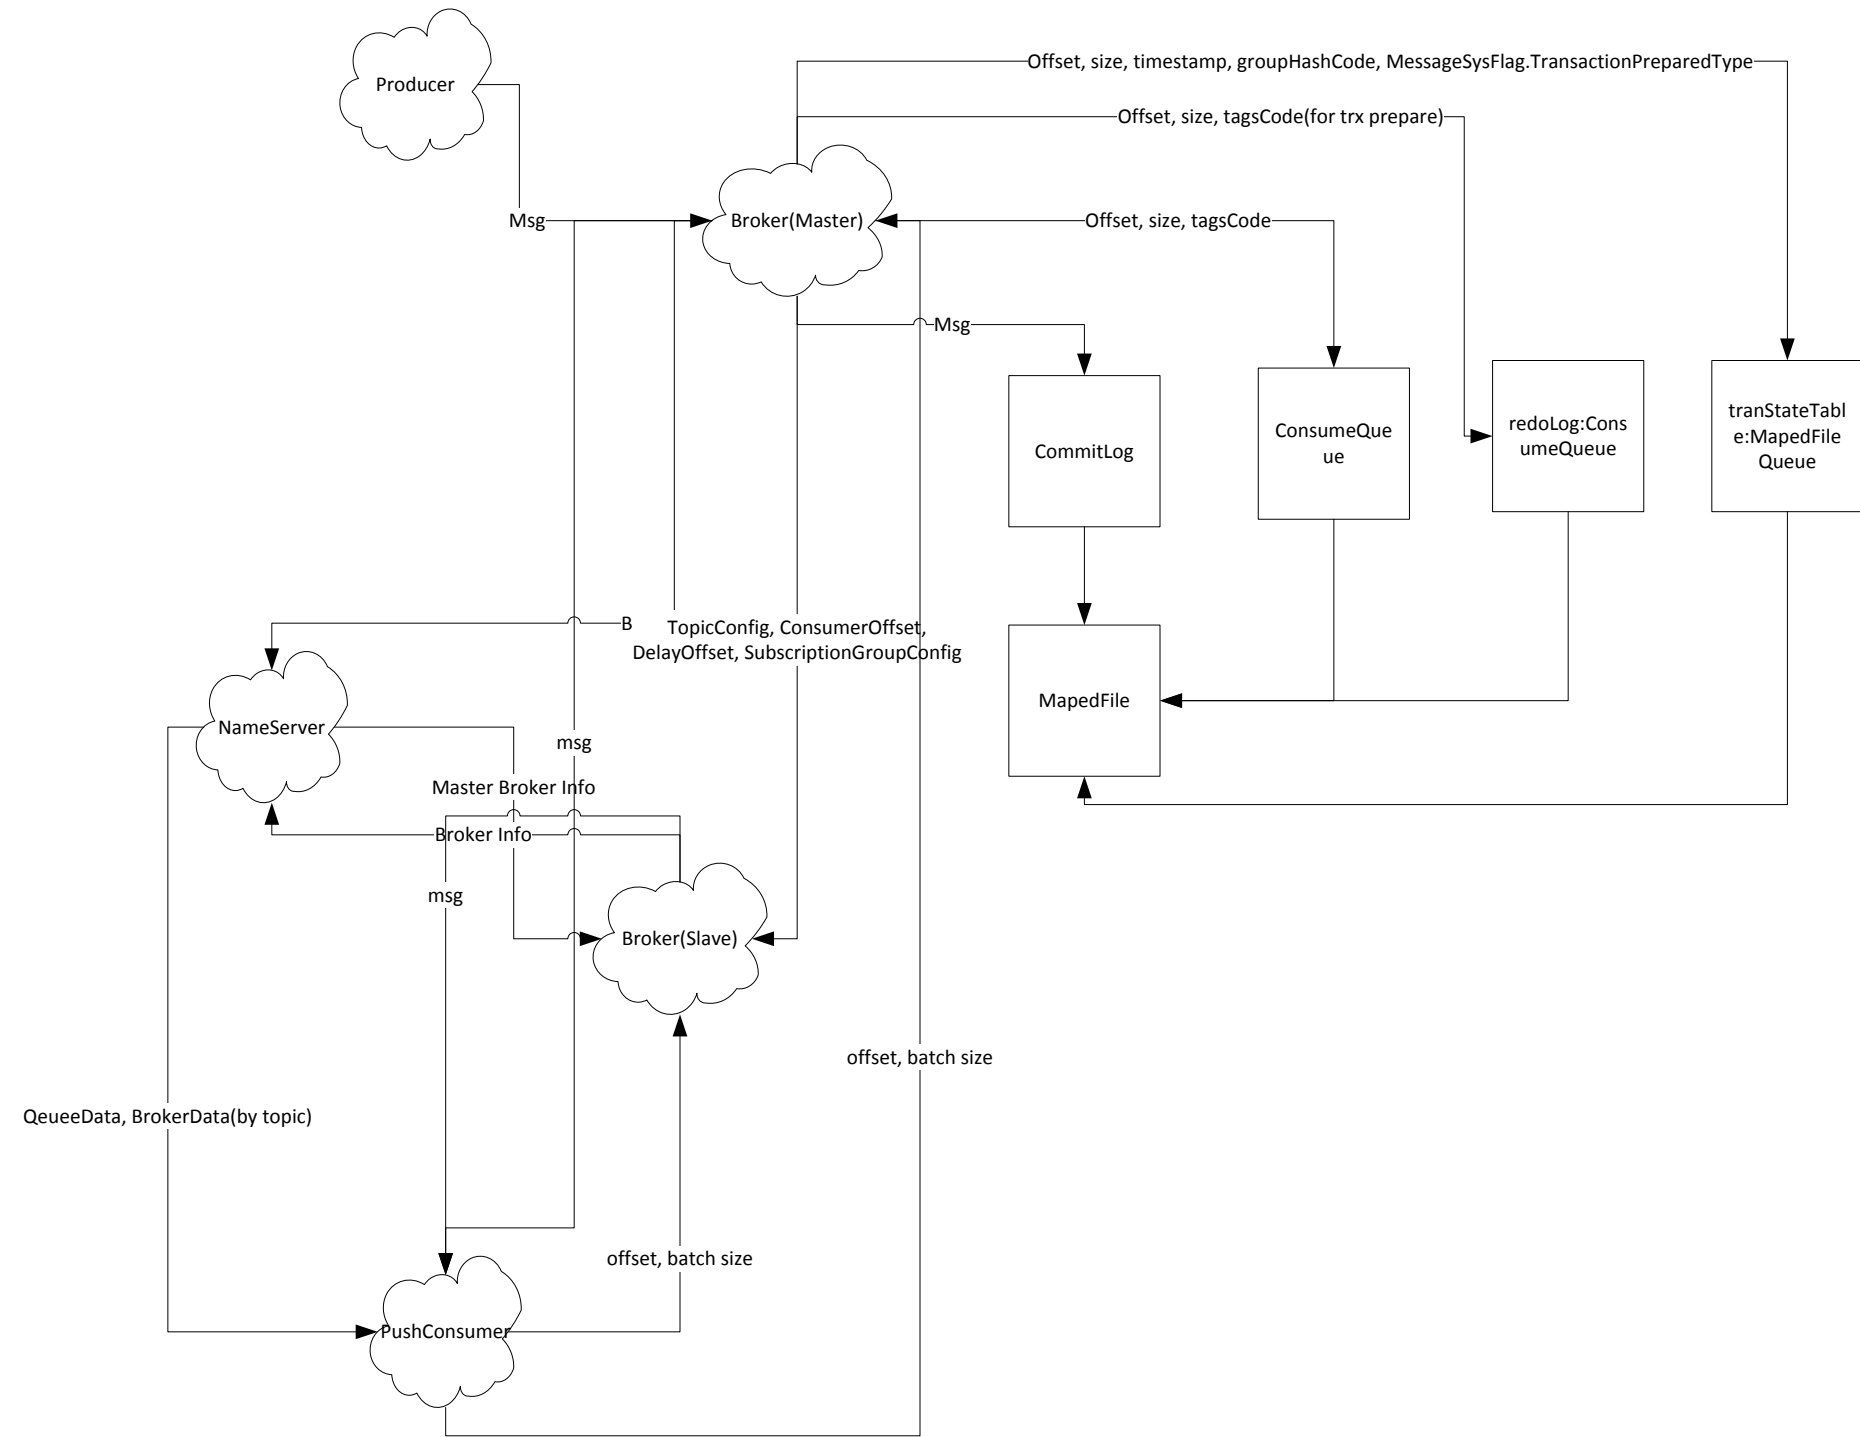 Producer
Offset, size, timestamp, groupHashCode, MessageSysFlag.TransactionPreparedType
Offset, size, tagsCode(for trx prepare)
Msg
Broker(Master)
Offset, size, tagsCode
Msg
CommitLog
ConsumeQue
ue
redoLog:Cons
umeQueue
tranStateTabl
e:MapedFile
Queue
B
TopicConfig, ConsumerOffset,
DelayOffset, SubscriptionGroupConfig
MapedFile
NameServer
msg
Master Broker Info
Broker Info
msg
Broker(Slave)
offset, batch size
QeueeData, BrokerData(by topic)
offset, batch size
PushConsumer